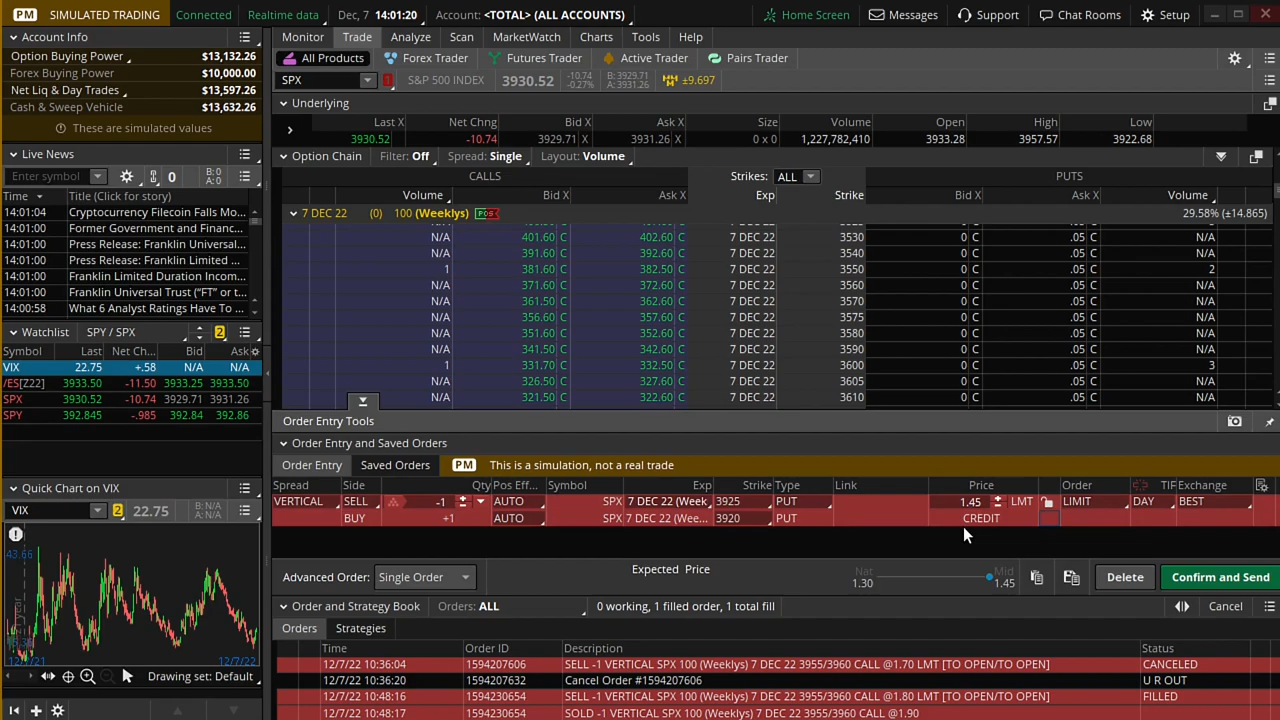 PM SIMULATED TRADING Connected Realtime data Dec, 7 14:01:20 Account: <TOTAL> (ALL ACCOUNTS) Home Screen Messages Support Chat Rooms Setup
Account Info
Option Buying Power $13,132.26
Forex Buying Power $10,000.00
Net Liq & Day Trades $13,597.26
Cash & Sweep Vehicle $13,632.26
These are simulated values
Live News
Enter symbol 0 B: 0 A: 0
Time Title (Click for story)
14:01:04 Cryptocurrency Filecoin Falls Mo...
14:01:00 Former Government and Financ...
14:01:00 Press Release: Franklin Universal...
14:01:00 Press Release: Franklin Limited ...
14:01:00 Franklin Limited Duration Incom...
14:01:00 Franklin Universal Trust ("FT" or t...
14:00:58 What 6 Analyst Ratings Have To ...
Watchlist SPY / SPX 2
Symbol Last Net Ch... Bid Ask
VIX 22.75 +.58 N/A N/A
/ES[Z22] 3933.50 -11.50 3933.25 3933.50
SPX 3930.52 -10.74 3929.71 3931.26
SPY 392.845 -.985 392.84 392.86
Quick Chart on VIX
VIX 2 22.75 B: N/A A: N/A
43.66
12/7/21 12/7/22
Drawing set: Default
Monitor Trade Analyze Scan MarketWatch Charts Tools Help
All Products Forex Trader Futures Trader Active Trader Pairs Trader
SPX S&P 500 INDEX 3930.52 -10.74 -0.27% B: 3929.71 A: 3931.26 ±9.697
Underlying
Last X Net Chng Bid X Ask X Size Volume Open High Low
3930.52 -10.74 3929.71 X 3931.26 X 0 x 0 1,227,782,410 3933.28 3957.57 3922.68
Option Chain Filter: Off Spread: Single Layout: Volume
CALLS Strikes: ALL PUTS
Volume Bid X Ask X Exp Strike Bid X Ask X Volume
7 DEC 22 (0) 100 (Weeklys) 29.58% (±14.865)
N/A 401.60 C 402.60 C 7 DEC 22 3530 0 C .05 C N/A
N/A 391.60 C 392.60 C 7 DEC 22 3540 0 C .05 C N/A
1 381.60 C 382.50 C 7 DEC 22 3550 0 C .05 C 2
N/A 371.60 C 372.60 C 7 DEC 22 3560 0 C .05 C N/A
N/A 361.50 C 362.60 C 7 DEC 22 3570 0 C .05 C N/A
N/A 356.60 C 357.60 C 7 DEC 22 3575 0 C .05 C N/A
N/A 351.60 C 352.60 C 7 DEC 22 3580 0 C .05 C N/A
N/A 341.50 C 342.60 C 7 DEC 22 3590 0 C .05 C N/A
1 331.70 C 332.50 C 7 DEC 22 3600 0 C .05 C 3
N/A 326.50 C 327.60 C 7 DEC 22 3605 0 C .05 C N/A
N/A 321.50 C 322.60 C 7 DEC 22 3610 0 C .05 C N/A
Order Entry Tools
Order Entry and Saved Orders
Order Entry Saved Orders PM This is a simulation, not a real trade
Spread Side Qty Pos Eff... Symbol Exp Strike Type Link Price Order TIF Exchange
VERTICAL SELL -1 AUTO SPX 7 DEC 22 (Week... 3925 PUT 1.45 LMT LIMIT DAY BEST
BUY +1 AUTO SPX 7 DEC 22 (Wee... 3920 PUT CREDIT
Advanced Order: Single Order Expected Price Nat 1.30 Mid 1.45 Delete Confirm and Send
Order and Strategy Book Orders: ALL 0 working, 1 filled order, 1 total fill Cancel
Orders Strategies
Time Order ID Description Status
12/7/22 10:36:04 1594207606 SELL -1 VERTICAL SPX 100 (Weeklys) 7 DEC 22 3955/3960 CALL @1.70 LMT [TO OPEN/TO OPEN] CANCELED
12/7/22 10:36:20 1594207632 Cancel Order #1594207606 U R OUT
12/7/22 10:48:16 1594230654 SELL -1 VERTICAL SPX 100 (Weeklys) 7 DEC 22 3955/3960 CALL @1.80 LMT [TO OPEN/TO OPEN] FILLED
12/7/22 10:48:17 1594230654 SOLD -1 VERTICAL SPX 100 (Weeklys) 7 DEC 22 3955/3960 CALL @1.90